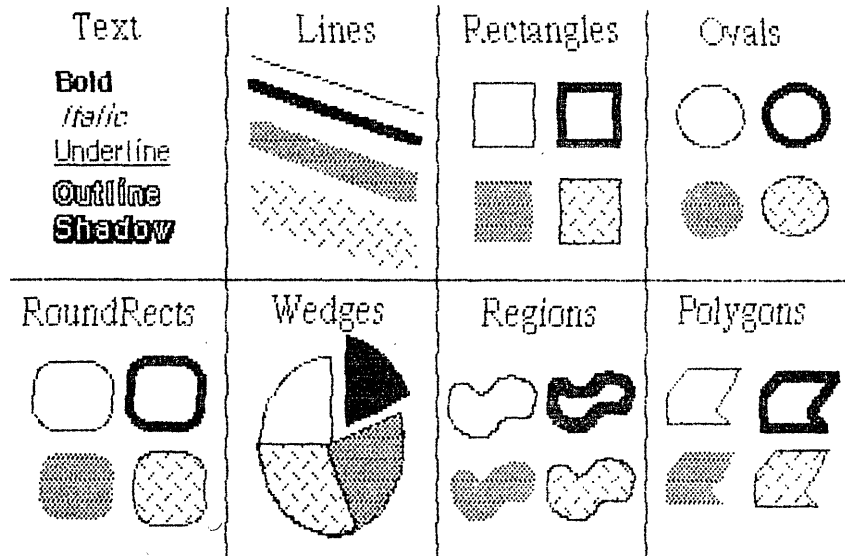 Text
Bold
Italic
Underline
Outline
Shadow
Lines
Rectangles
Ovals
RoundRects
Wedges
Regions
Polygons